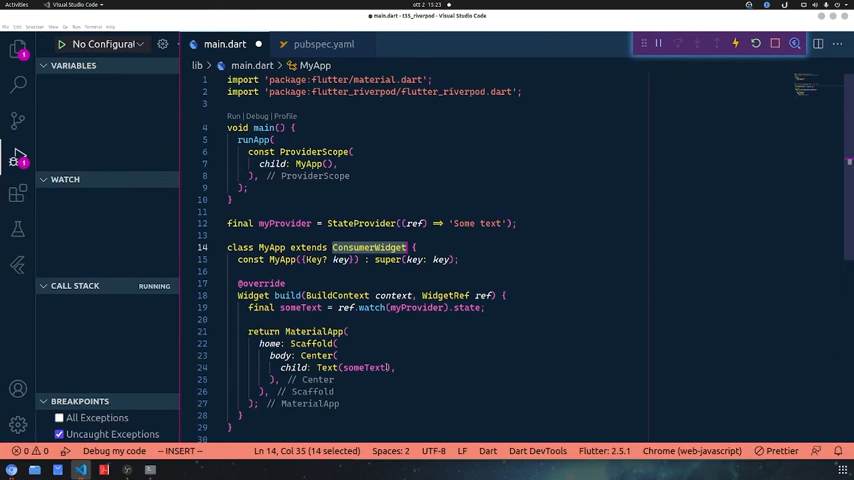 Activities
Visual Studio Code
ott 2 15:23
main.dart - t35_riverpod - Visual Studio Code
File Edit Selection View Go Run Terminal Help
No Configurat
main.dart
pubspec.yaml
lib > main.dart > MyApp
VARIABLES
WATCH
CALL STACK
RUNNING
BREAKPOINTS
All Exceptions
Uncaught Exceptions
1 import 'package:flutter/material.dart';
2 import 'package:flutter_riverpod/flutter_riverpod.dart';
3
Run | Debug | Profile
4 void main() {
5 runApp(
6 const ProviderScope(
7 child: MyApp(),
8 ), // ProviderScope
9 );
10 }
11
12 final myProvider = StateProvider((ref) => 'Some text');
13
14 class MyApp extends ConsumerWidget {
15 const MyApp({Key? key}) : super(key: key);
16
17 @override
18 Widget build(BuildContext context, WidgetRef ref) {
19 final someText = ref.watch(myProvider).state;
20
21 return MaterialApp(
22 home: Scaffold(
23 body: Center(
24 child: Text(someText),
25 ), // Center
26 ), // Scaffold
27 ); // MaterialApp
28 }
29 }
30
0 0 Debug my code -- INSERT -- Ln 14, Col 35 (14 selected) Spaces: 2 UTF-8 LF Dart Dart DevTools Flutter: 2.5.1 Chrome (web-javascript) Prettier